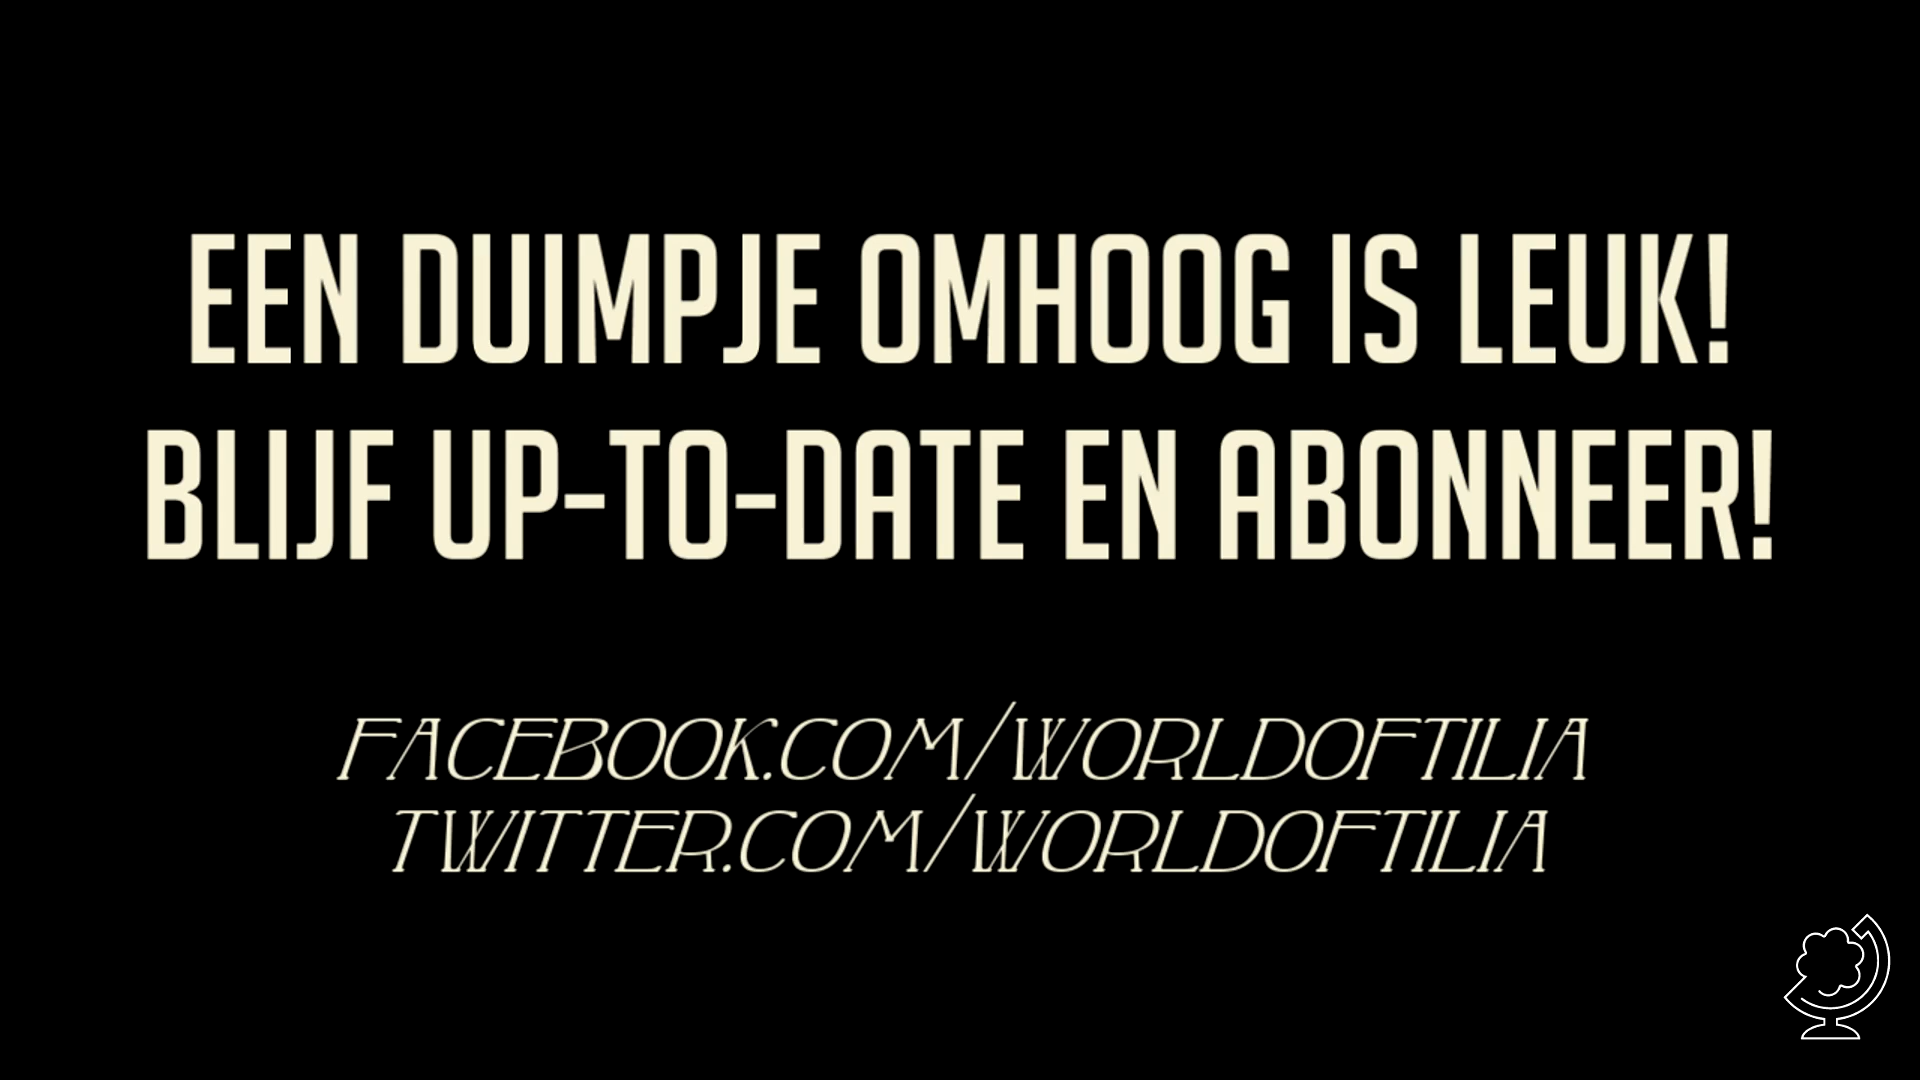 EEN DUIMPJE OMHOOG IS LEUK!
BLIJF UP-TO-DATE EN ABONNEER!
FACEBOOK.COM/WORLDOFTILIA
TWITTER.COM/WORLDOFTILIA